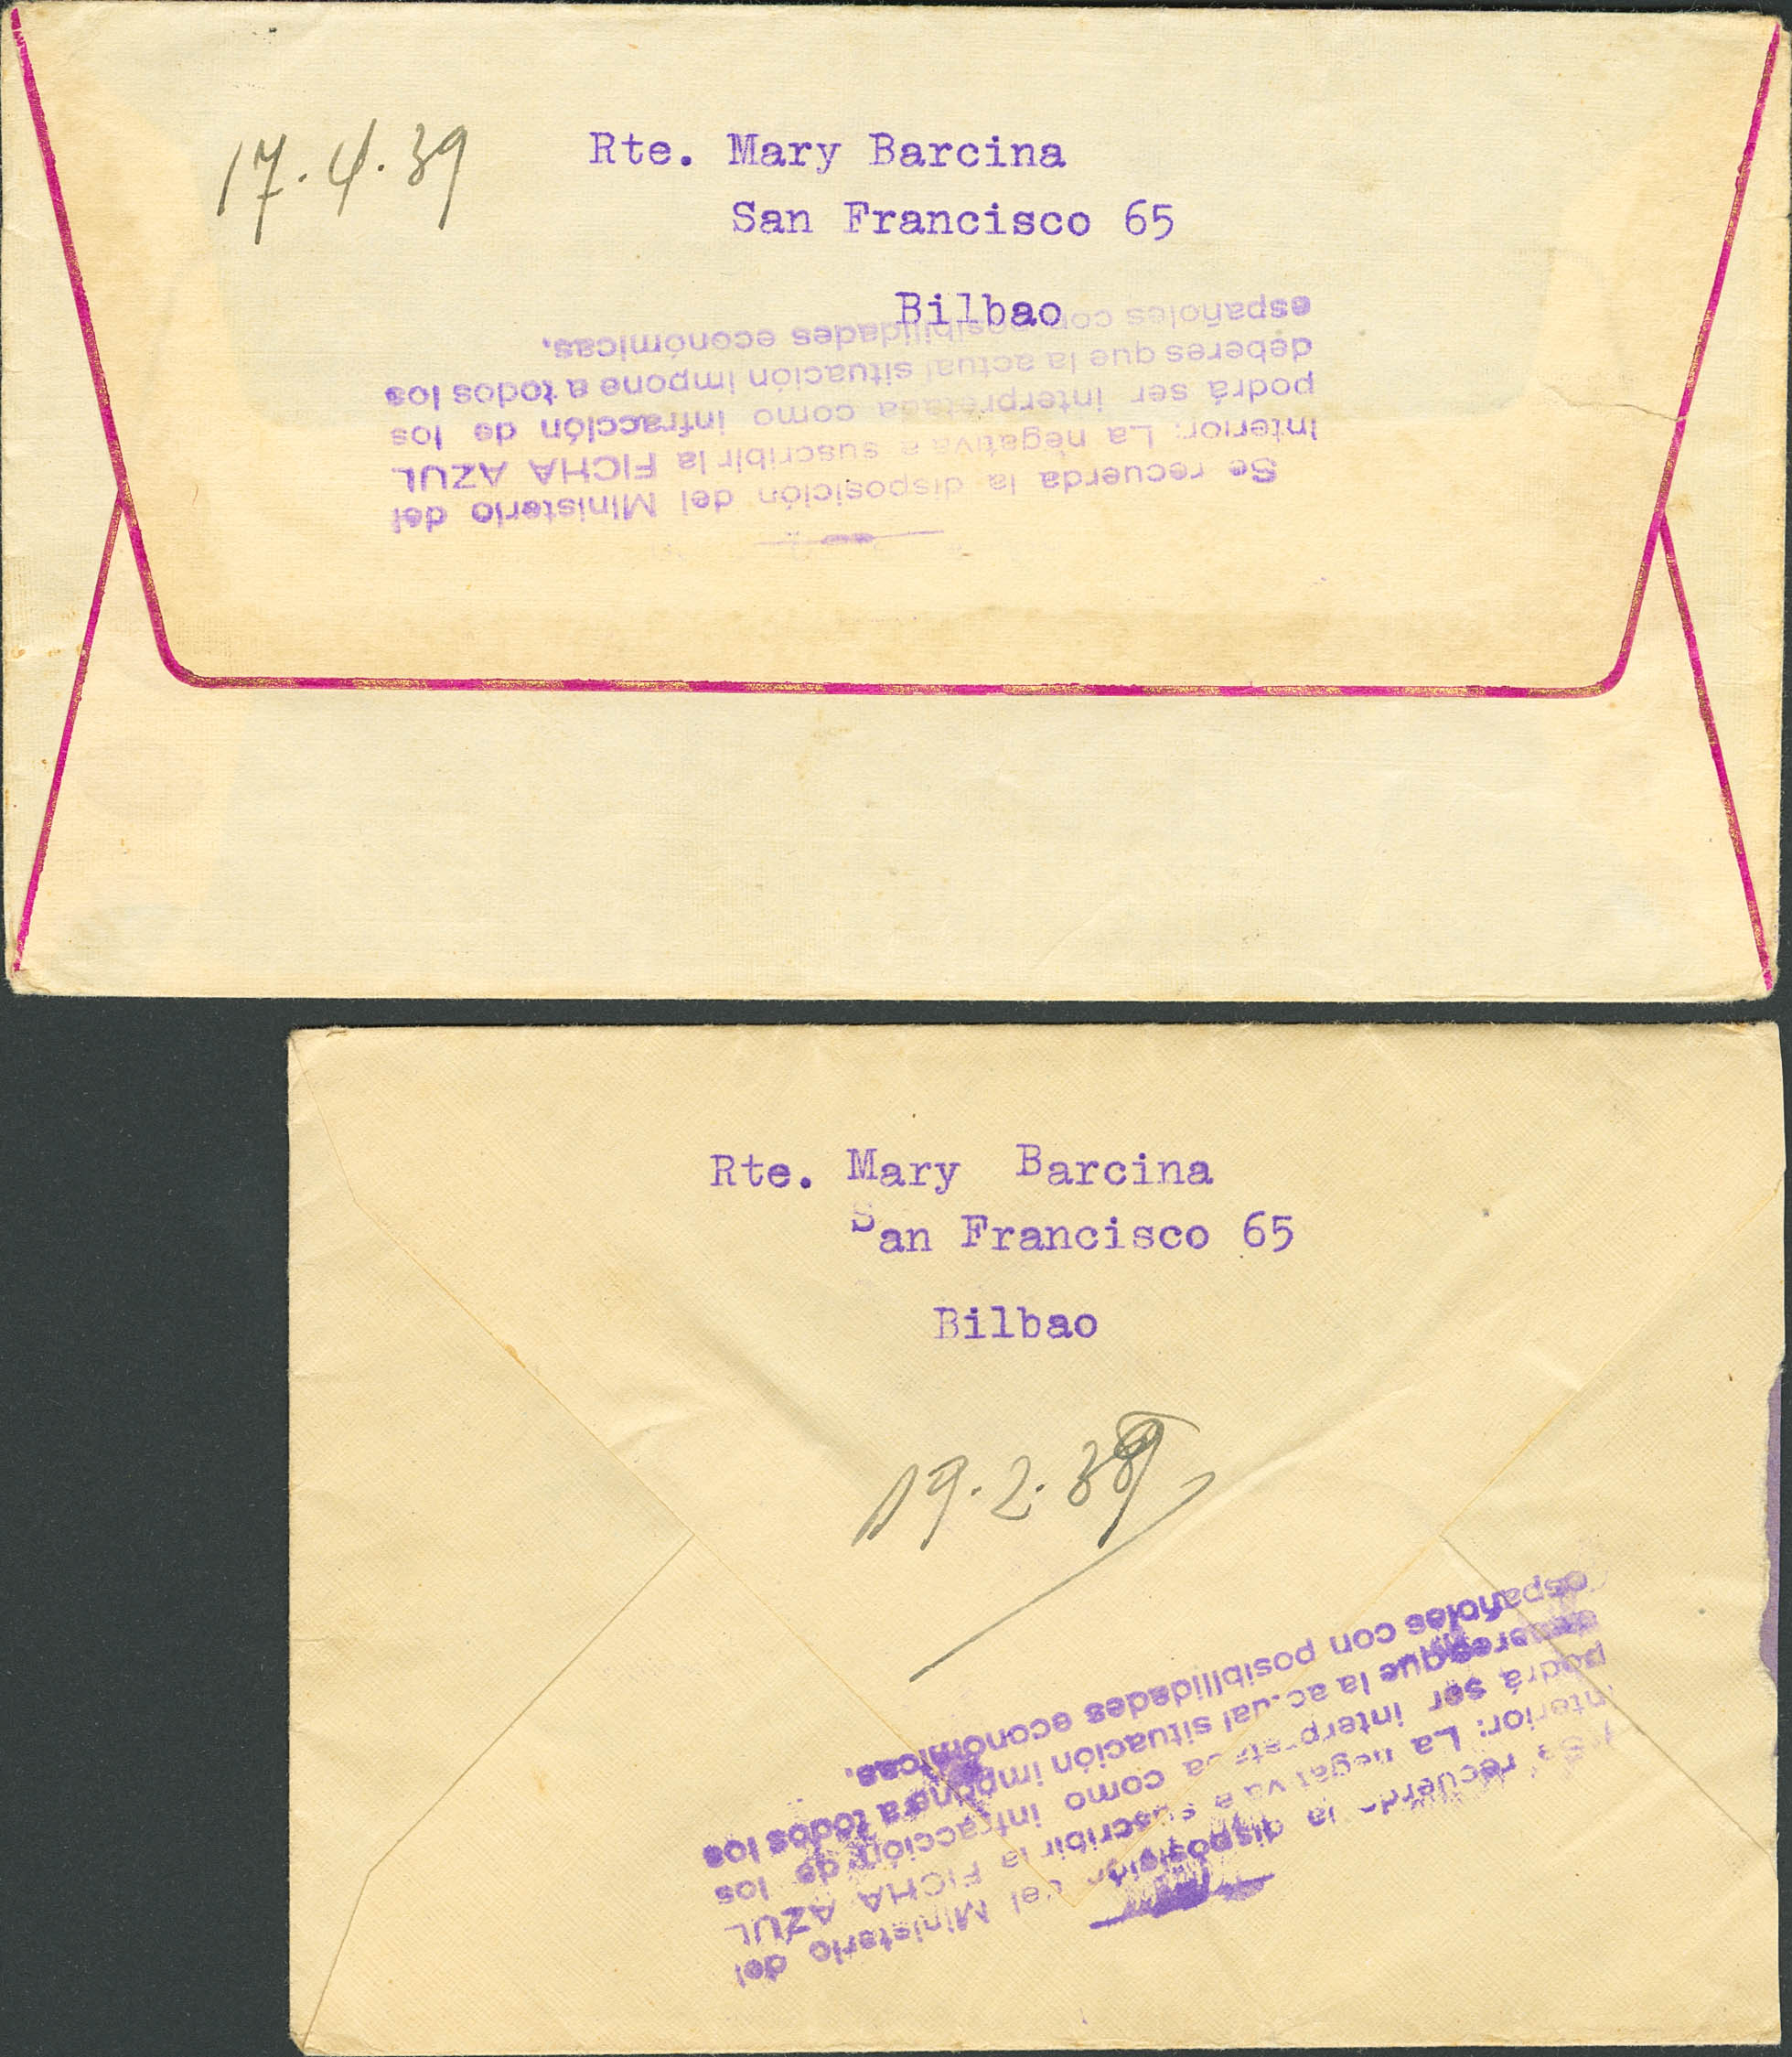 17.4.39
Rte. Mary Barcina
San Francisco 65
Bilbao
Se recuerda la disposición del Ministerio del
Interior: La negativa a suscribir la FICHA AZUL
podrá ser interpretada como infracción de los
deberes que la actual situación impone a todos los
españoles con posibilidades económicas.
Rte. Mary Barcina
San Francisco 65
Bilbao
19.2.39
Se recuerda la disposición del Ministerio del
Interior: La negativa a suscribir la FICHA AZUL
podrá ser interpretada como infracción de los
deberes que la actual situación impone a todos los
españoles con posibilidades económicas.